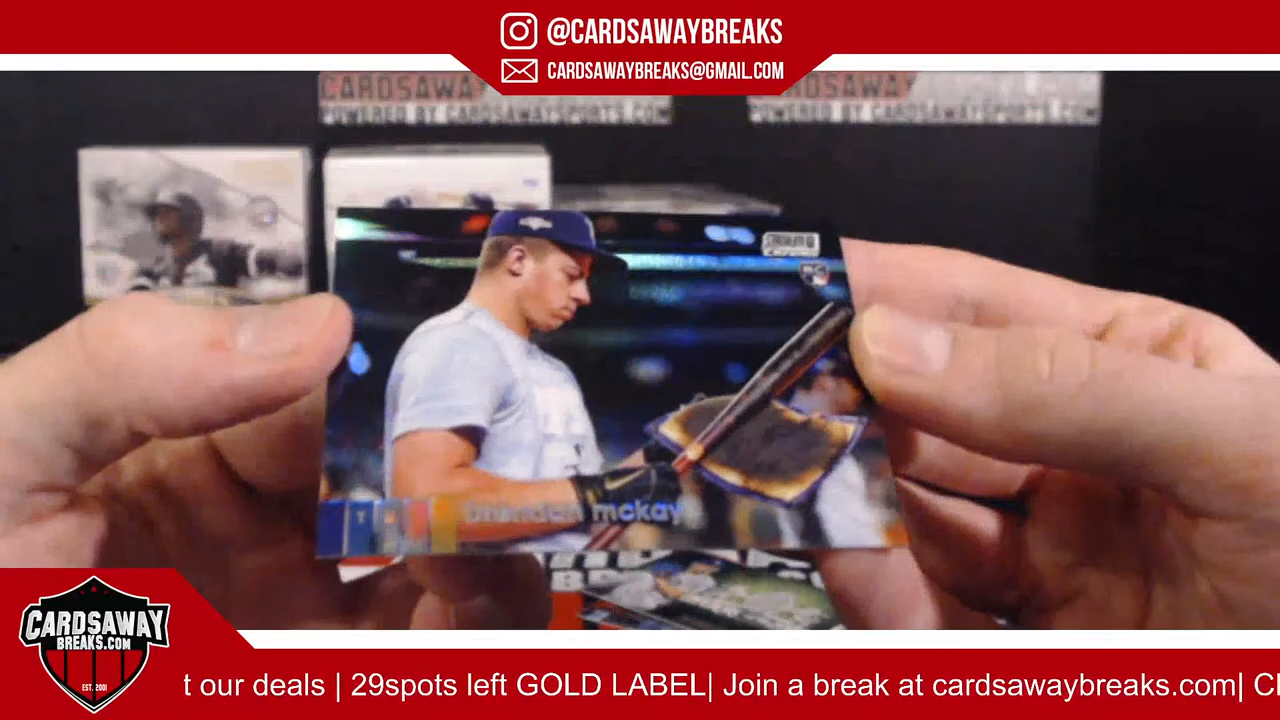 @CARDSAWAYBREAKS
CARDSAWAYBREAKS@GMAIL.COM
CARDSAWAY
CARDSAWAY
POWERED BY CARDSAWAYSPORTS.COM
POWERED BY CARDSAWAYSPORTS.COM
brendan mckay
CARDSAWAY
BREAKS.COM
EST. 2001
t our deals | 29spots left GOLD LABEL| Join a break at cardsawaybreaks.com| C